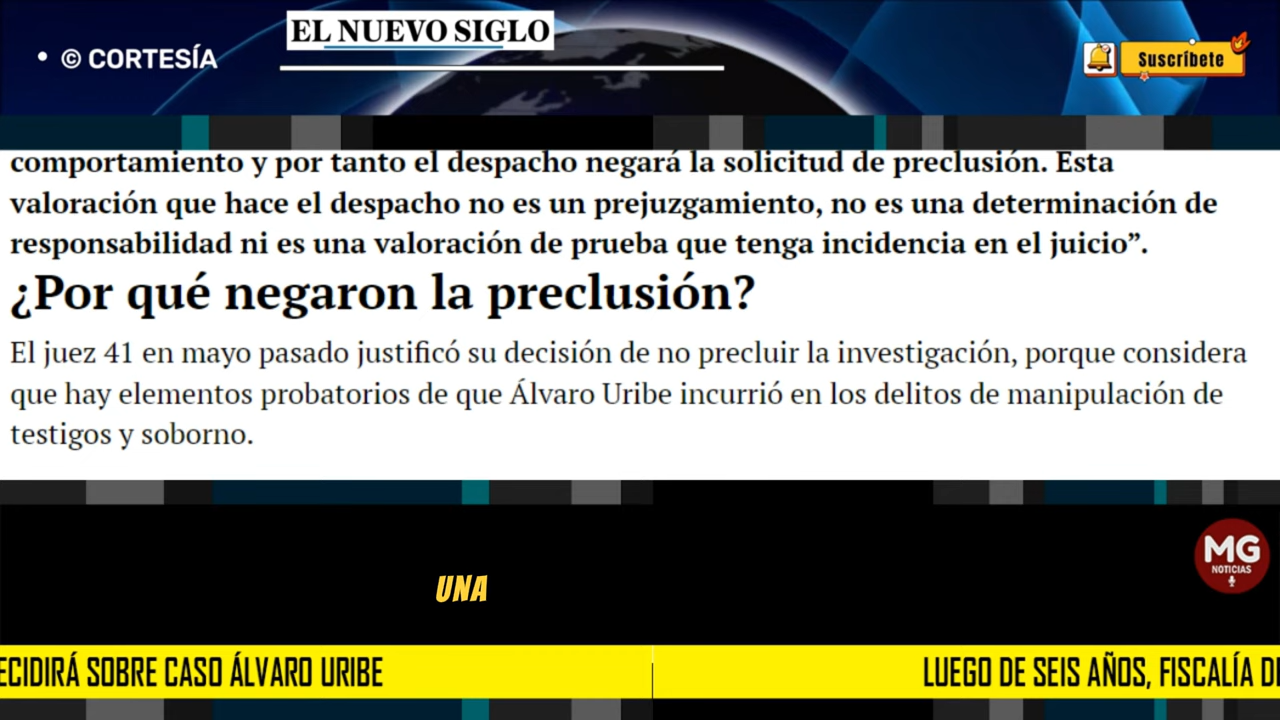 EL NUEVO SIGLO
• © CORTESÍA
Suscríbete
comportamiento y por tanto el despacho negará la solicitud de preclusión. Esta
valoración que hace el despacho no es un prejuzgamiento, no es una determinación de
responsabilidad ni es una valoración de prueba que tenga incidencia en el juicio”.
¿Por qué negaron la preclusión?
El juez 41 en mayo pasado justificó su decisión de no precluir la investigación, porque considera
que hay elementos probatorios de que Álvaro Uribe incurrió en los delitos de manipulación de
testigos y soborno.
MG
NOTICIAS
UNA
ECIDIRÁ SOBRE CASO ÁLVARO URIBE
LUEGO DE SEIS AÑOS, FISCALÍA DE